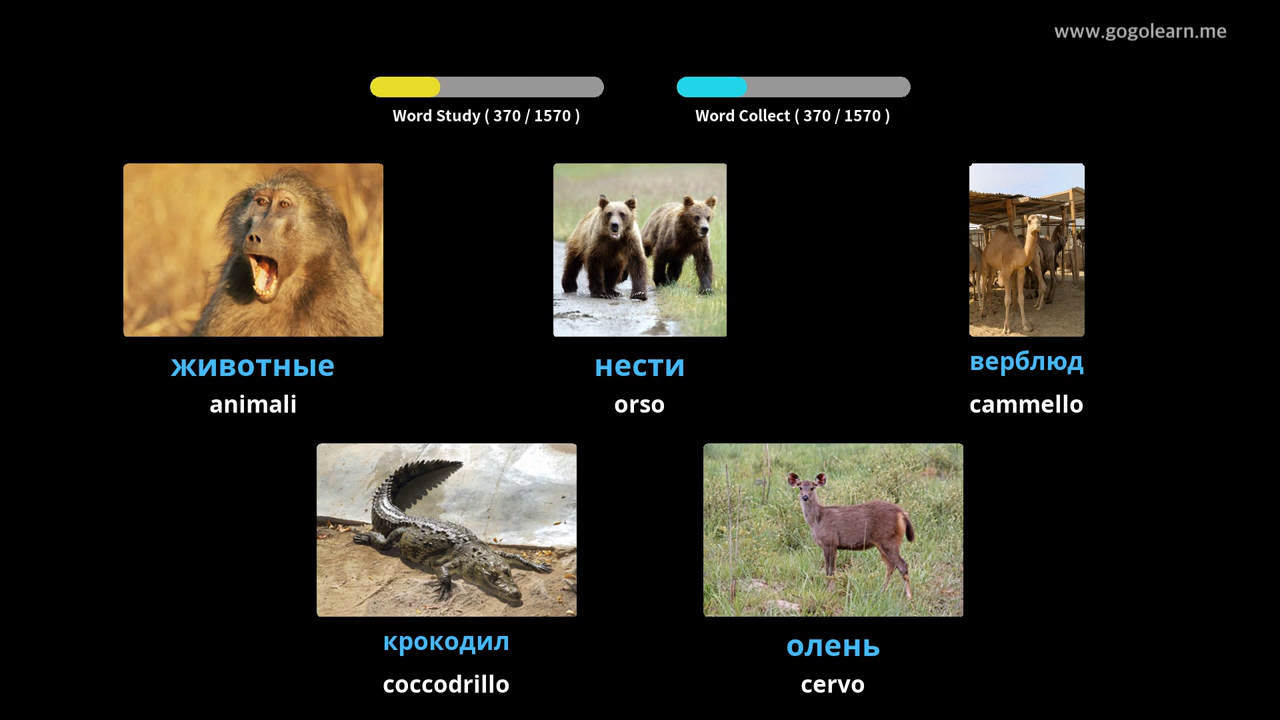 www.gogolearn.me
Word Study ( 370 / 1570 )
Word Collect ( 370 / 1570 )
животные
нести
верблюд
animali
orso
cammello
крокодил
олень
coccodrillo
cervo